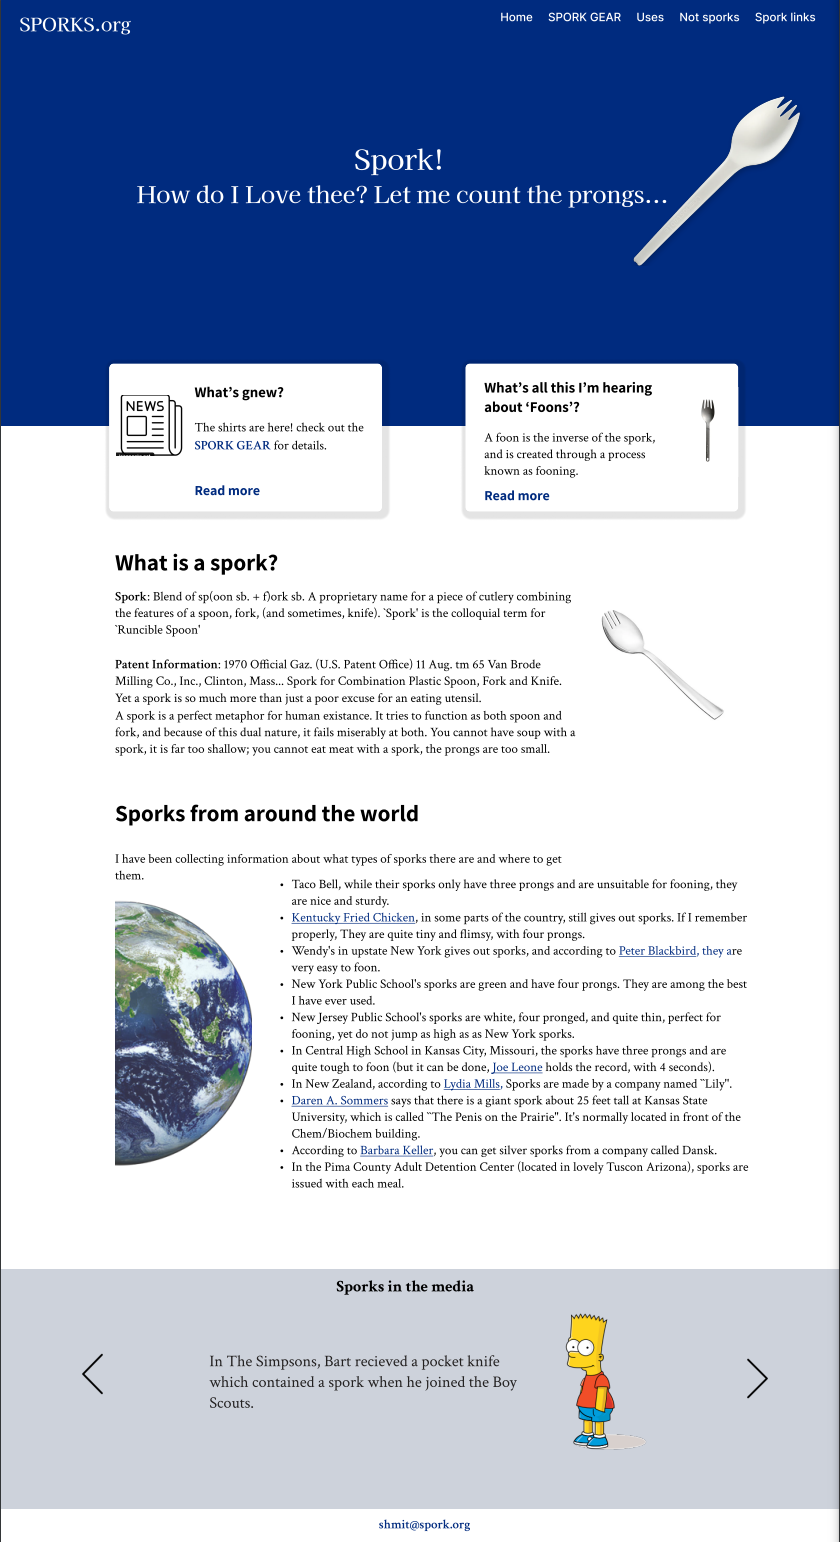 SPORKS.org
Home SPORK GEAR Uses Not sporks Spork links
Spork!
How do I Love thee? Let me count the prongs...
NEWS
What’s gnew?
The shirts are here! check out the
SPORK GEAR for details.
Read more
What’s all this I’m hearing
about ‘Foons’?
A foon is the inverse of the spork,
and is created through a process
known as fooning.
Read more
What is a spork?
Spork: Blend of sp(oon sb. + f)ork sb. A proprietary name for a piece of cutlery combining
the features of a spoon, fork, (and sometimes, knife). `Spork' is the colloquial term for
`Runcible Spoon'
Patent Information: 1970 Official Gaz. (U.S. Patent Office) 11 Aug. tm 65 Van Brode
Milling Co., Inc., Clinton, Mass... Spork for Combination Plastic Spoon, Fork and Knife.
Yet a spork is so much more than just a poor excuse for an eating utensil.
A spork is a perfect metaphor for human existance. It tries to function as both spoon and
fork, and because of this dual nature, it fails miserably at both. You cannot have soup with a
spork, it is far too shallow; you cannot eat meat with a spork, the prongs are too small.
Sporks from around the world
I have been collecting information about what types of sporks there are and where to get
them.
• Taco Bell, while their sporks only have three prongs and are unsuitable for fooning, they
are nice and sturdy.
• Kentucky Fried Chicken, in some parts of the country, still gives out sporks. If I remember
properly, They are quite tiny and flimsy, with four prongs.
• Wendy's in upstate New York gives out sporks, and according to Peter Blackbird, they are
very easy to foon.
• New York Public School's sporks are green and have four prongs. They are among the best
I have ever used.
• New Jersey Public School's sporks are white, four pronged, and quite thin, perfect for
fooning, yet do not jump as high as as New York sporks.
• In Central High School in Kansas City, Missouri, the sporks have three prongs and are
quite tough to foon (but it can be done, Joe Leone holds the record, with 4 seconds).
• In New Zealand, according to Lydia Mills, Sporks are made by a company named ``Lily''.
• Daren A. Sommers says that there is a giant spork about 25 feet tall at Kansas State
University, which is called ``The Penis on the Prairie''. It's normally located in front of the
Chem/Biochem building.
• According to Barbara Keller, you can get silver sporks from a company called Dansk.
• In the Pima County Adult Detention Center (located in lovely Tuscon Arizona), sporks are
issued with each meal.
Sporks in the media
In The Simpsons, Bart recieved a pocket knife
which contained a spork when he joined the Boy
Scouts.
shmit@spork.org